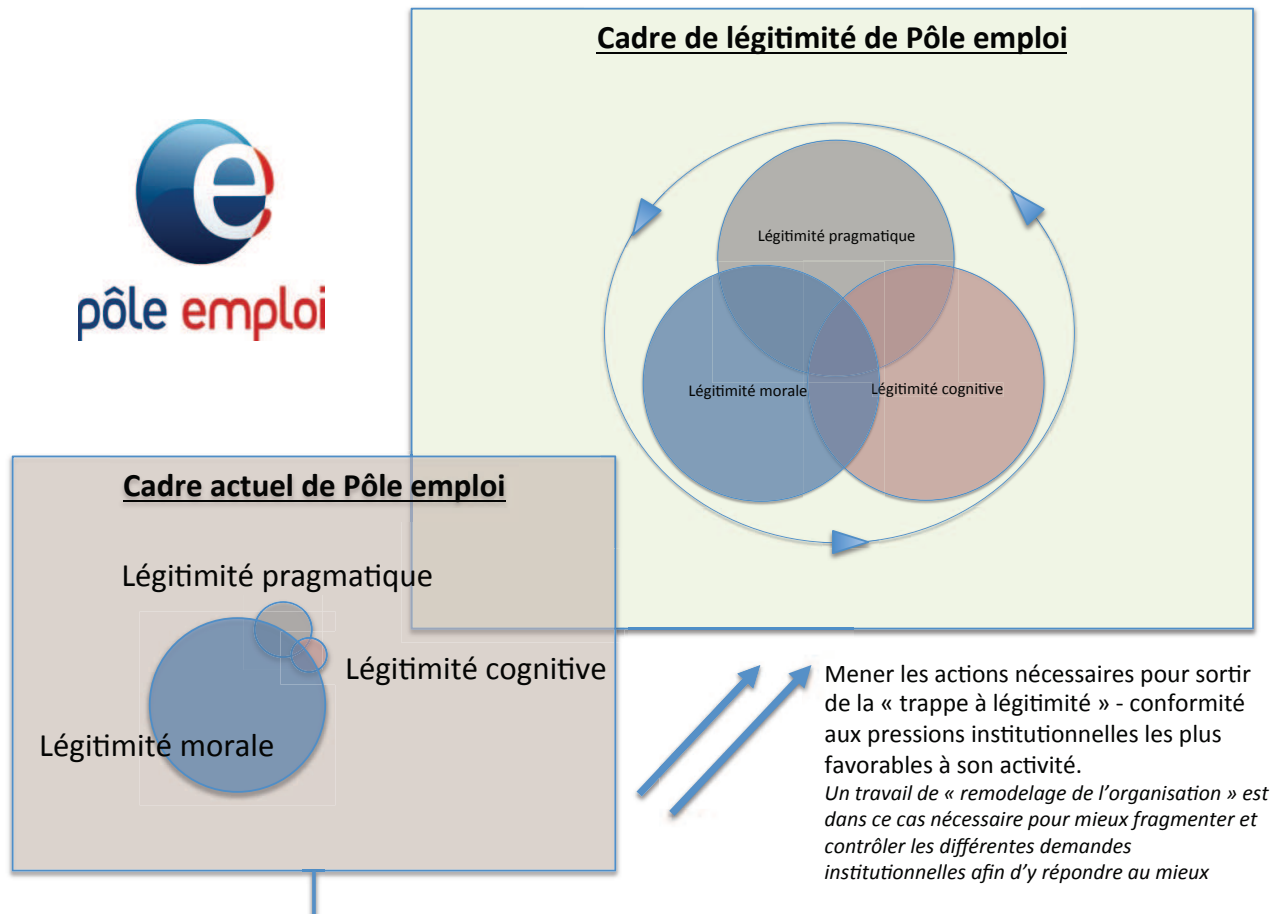 Cadre de légitimité de Pôle emploi
e
pôle emploi
Légitimité pragmatique
Légitimité morale
Légitimité cognitive
Cadre actuel de Pôle emploi
Légitimité pragmatique
Légitimité cognitive
Légitimité morale
Mener les actions nécessaires pour sortir
de la « trappe à légitimité » - conformité
aux pressions institutionnelles les plus
favorables à son activité.
Un travail de « remodelage de l'organisation » est
dans ce cas nécessaire pour mieux fragmenter et
contrôler les différentes demandes
institutionnelles afin d'y répondre au mieux